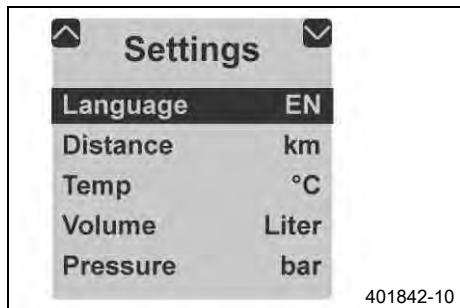 Settings
Language EN
Distance km
Temp °C
Volume Liter
Pressure bar
401842-10